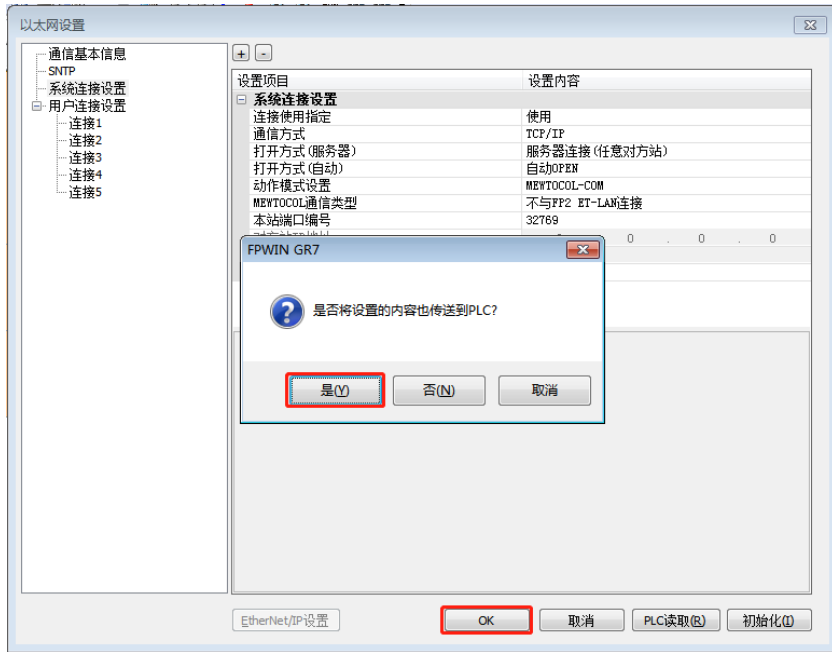 以太网设置
通信基本信息
SNTP
系统连接设置
用户连接设置
连接1
连接2
连接3
连接4
连接5
设置项目 设置内容
系统连接设置
连接使用指定 使用
通信方式 TCP/IP
打开方式(服务器) 服务器连接(任意对方站)
打开方式(自动) 自动OPEN
动作模式设置 MEWTOCOL-COM
MEWTOCOL通信类型 不与FP2 ET-LAN连接
本站端口编号 32769
0 . 0 . 0
FPWIN GR7
是否将设置的内容也传送到PLC?
是(Y) 否(N) 取消
EtherNet/IP设置 OK 取消 PLC读取(R) 初始化(I)